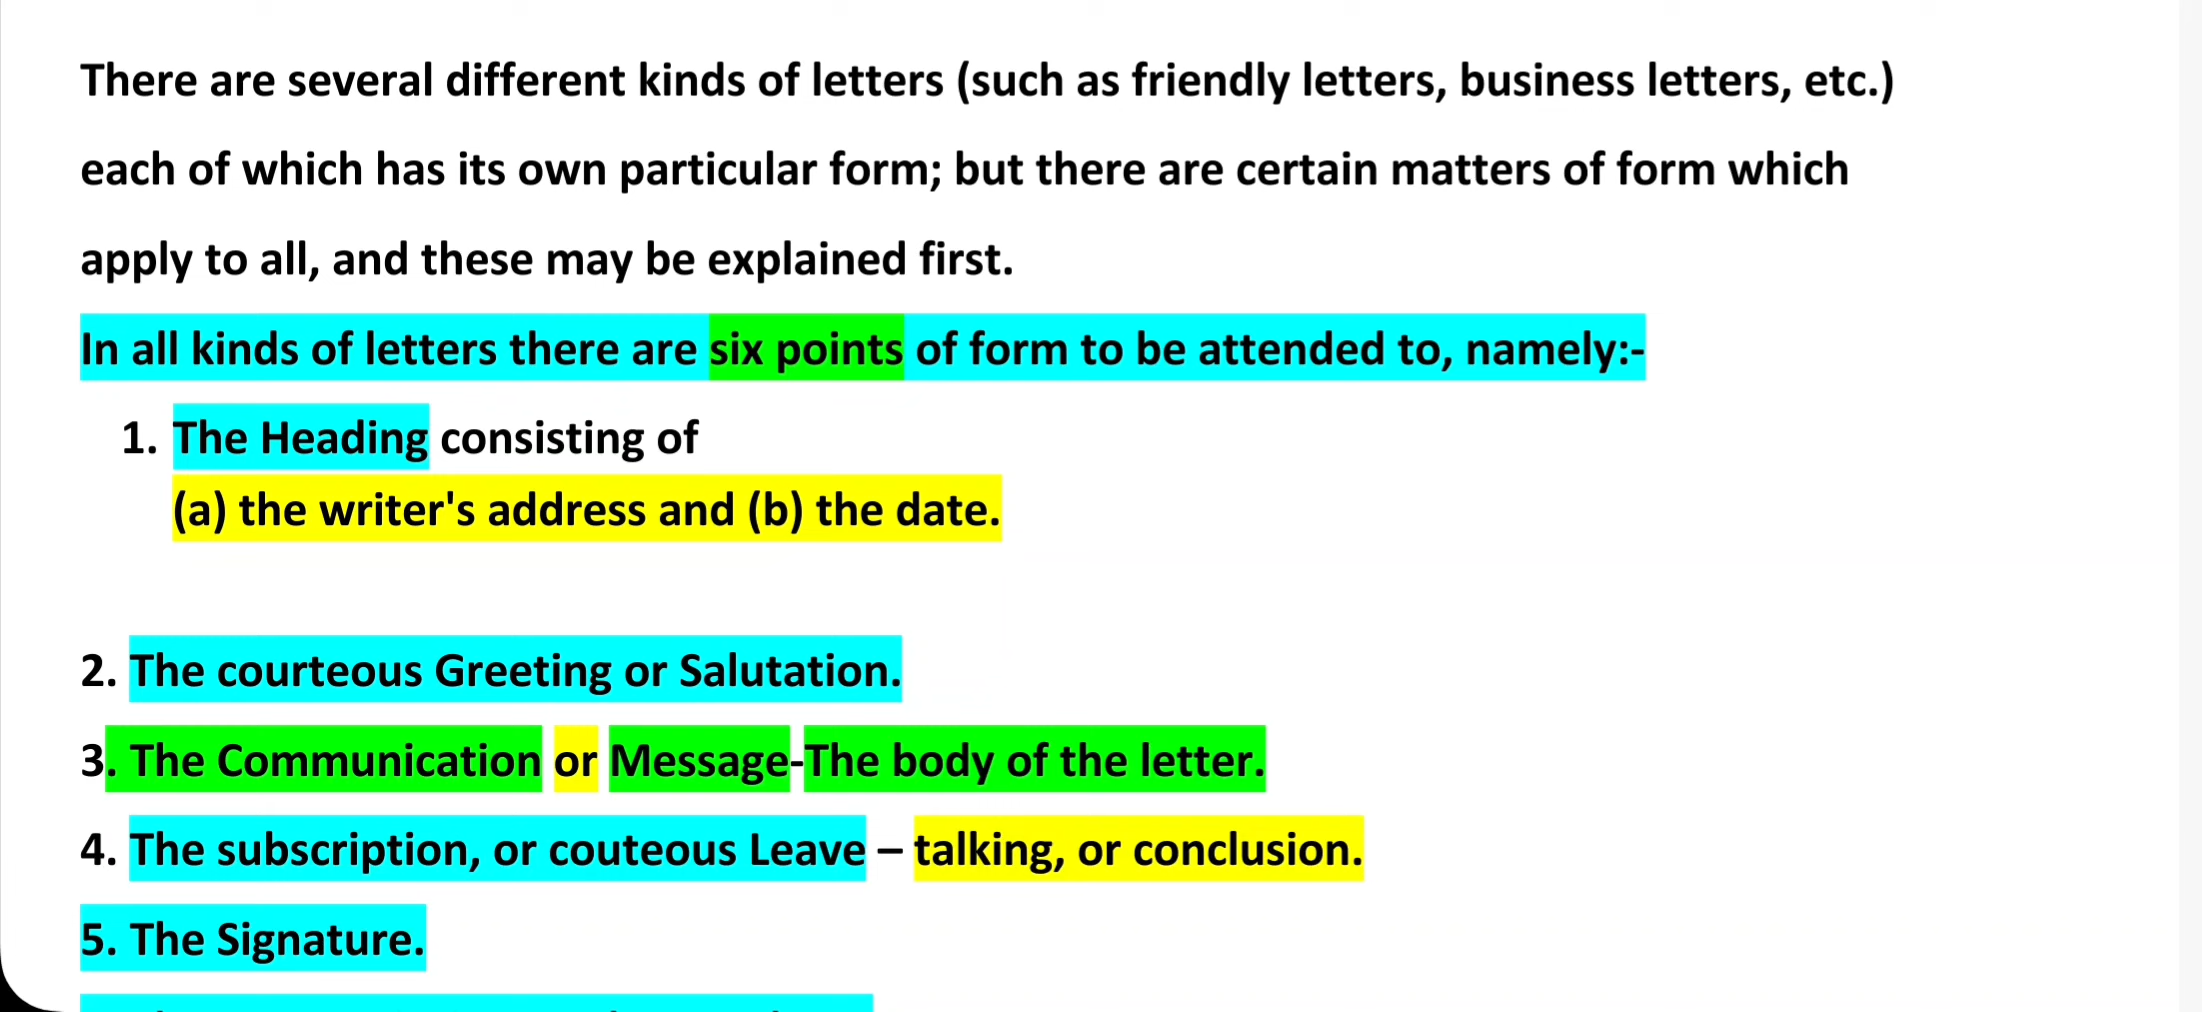 There are several different kinds of letters (such as friendly letters, business letters, etc.)
each of which has its own particular form; but there are certain matters of form which
apply to all, and these may be explained first.
In all kinds of letters there are six points of form to be attended to, namely:-
1. The Heading consisting of
(a) the writer's address and (b) the date.
2. The courteous Greeting or Salutation.
3. The Communication or Message-The body of the letter.
4. The subscription, or couteous Leave – talking, or conclusion.
5. The Signature.